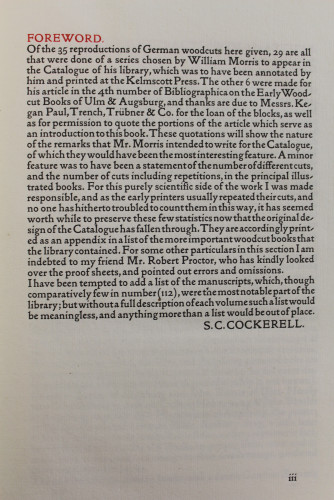 FOREWORD.
Of the 35 reproductions of German woodcuts here given, 29 are all
that were done of a series chosen by William Morris to appear in
the Catalogue of his library, which was to have been annotated by
him and printed at the Kelmscott Press. The other 6 were made for
his article in the 4th number of Bibliographica on the Early Wood-
cut Books of Ulm & Augsburg, and thanks are due to Messrs. Ke-
gan Paul, Trench, Trübner & Co. for the loan of the blocks, as well
as for permission to quote the portions of the article which serve as
an introduction to this book. These quotations will show the nature
of the remarks that Mr. Morris intended to write for the Catalogue,
of which they would have been the most interesting feature. A minor
feature was to have been a statement of the number of different cuts,
and the number of cuts including repetitions, in the principal illus-
trated books. For this purely scientific side of the work I was made
responsible, and as the early printers usually repeated their cuts, and
no one has hitherto troubled to count them in this way, it has seemed
worth while to preserve these few statistics now that the original de-
sign of the Catalogue has fallen through. They are accordingly print-
ed as an appendix in a list of the more important woodcut books that
the library contained. For some other particulars in this section I am
indebted to my friend Mr. Robert Proctor, who has kindly looked
over the proof sheets, and pointed out errors and omissions.
I have been tempted to add a list of the manuscripts, which, though
comparatively few in number (112), were the most notable part of the
library; but without a full description of each volume such a list would
be meaningless, and anything more than a list would be out of place.
S. C. COCKERELL.
iii